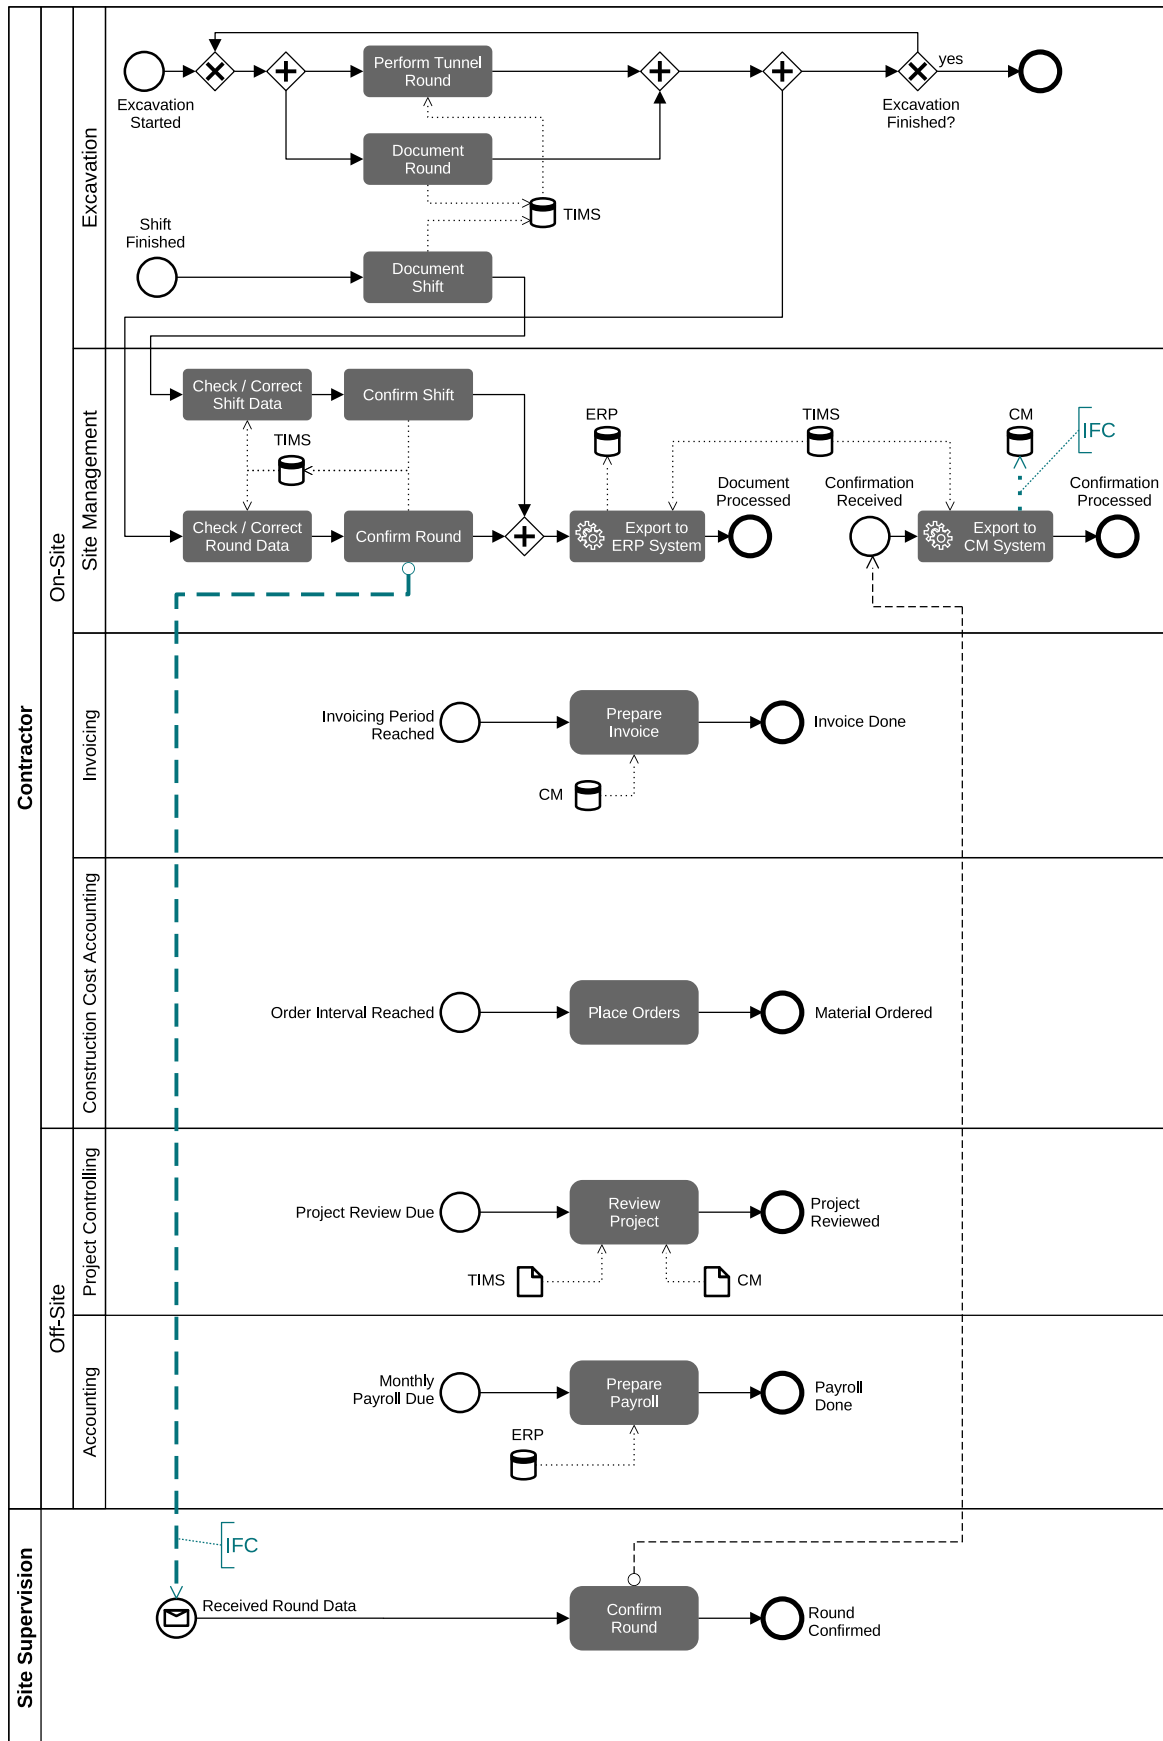 Contractor
On-Site
Excavation
Excavation
Started
Perform Tunnel
Round
yes
Excavation
Finished?
Document
Round
TIMS
Shift
Finished
Document
Shift
Site Management
Check / Correct
Shift Data
Confirm Shift
TIMS
Check / Correct
Round Data
Confirm Round
ERP
Export to
ERP System
Document
Processed
TIMS
Confirmation
Received
CM
IFC
Export to
CM System
Confirmation
Processed
Invoicing
Invoicing Period
Reached
Prepare
Invoice
Invoice Done
CM
Construction Cost Accounting
Order Interval Reached
Place Orders
Material Ordered
Off-Site
Project Controlling
Project Review Due
Review
Project
Project
Reviewed
TIMS
CM
Accounting
Monthly
Payroll Due
Prepare
Payroll
Payroll
Done
ERP
Site Supervision
IFC
Received Round Data
Confirm
Round
Round
Confirmed